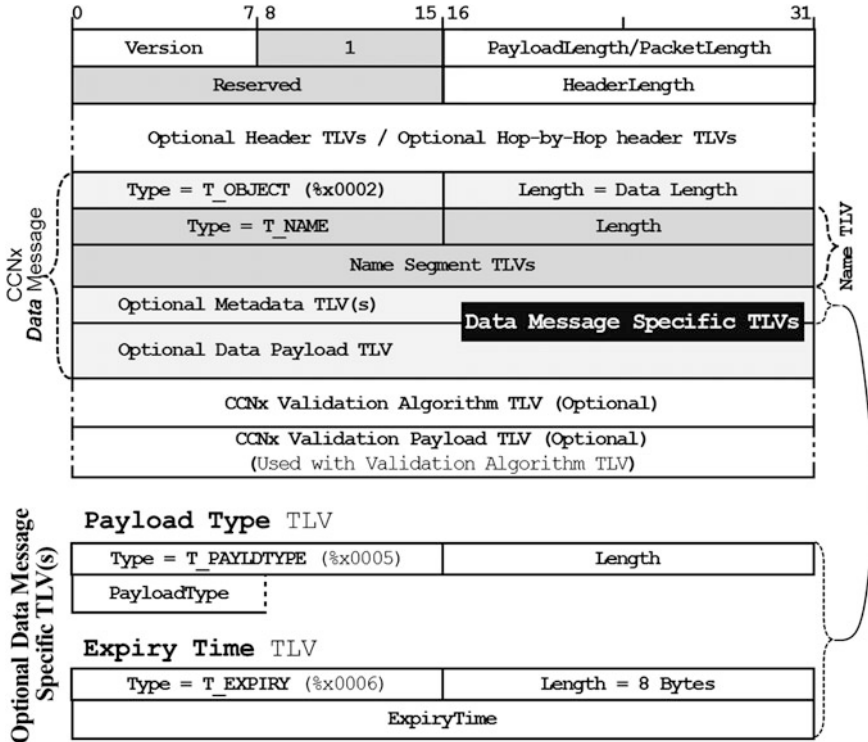 0 7 8 15 16 31
Version 1 PayloadLength/PacketLength
Reserved HeaderLength
Optional Header TLVs / Optional Hop-by-Hop header TLVs
Type = T_OBJECT (%x0002) Length = Data Length
Type = T_NAME Length
Name Segment TLVs
Optional Metadata TLV(s)
Data Message Specific TLVs
Optional Data Payload TLV
CCNx
Data Message
Name TLV
CCNx Validation Algorithm TLV (Optional)
CCNx Validation Payload TLV (Optional)
(Used with Validation Algorithm TLV)
Optional Data Message
Specific TLV(s)
Payload Type TLV
Type = T_PAYLDTYPE (%x0005) Length
PayloadType
Expiry Time TLV
Type = T_EXPIRY (%x0006) Length = 8 Bytes
ExpiryTime